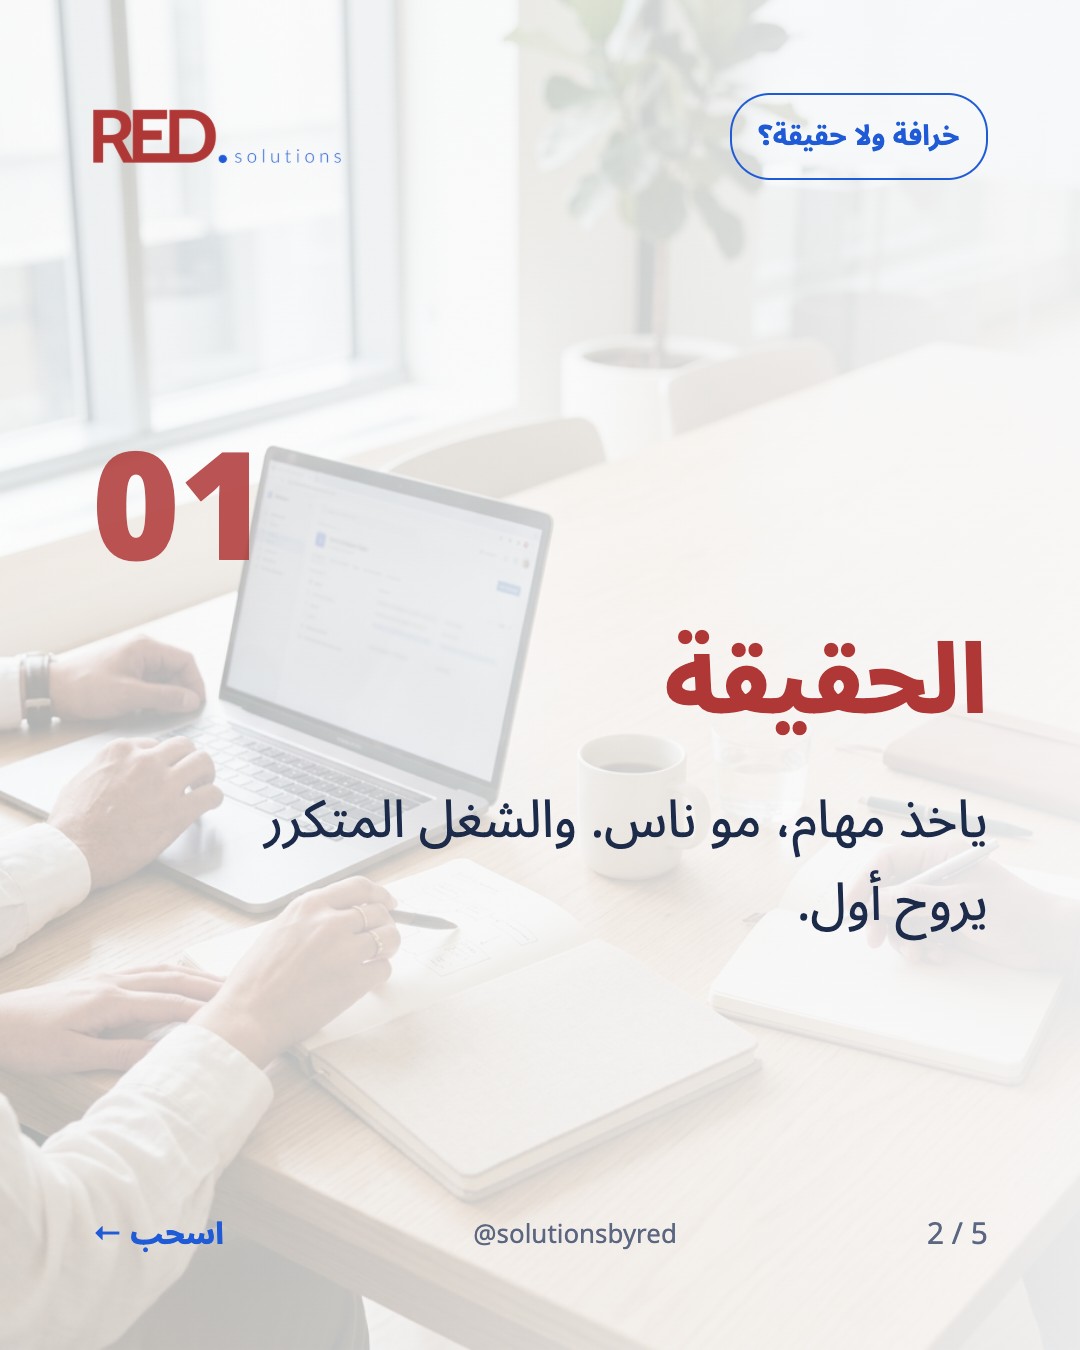 RED.solutions
خرافة ولا حقيقة؟
01
الحقيقة
ياخذ مهام، مو ناس. والشغل المتكرر
يروح أول.
2 / 5
@solutionsbyred
اسحب ←